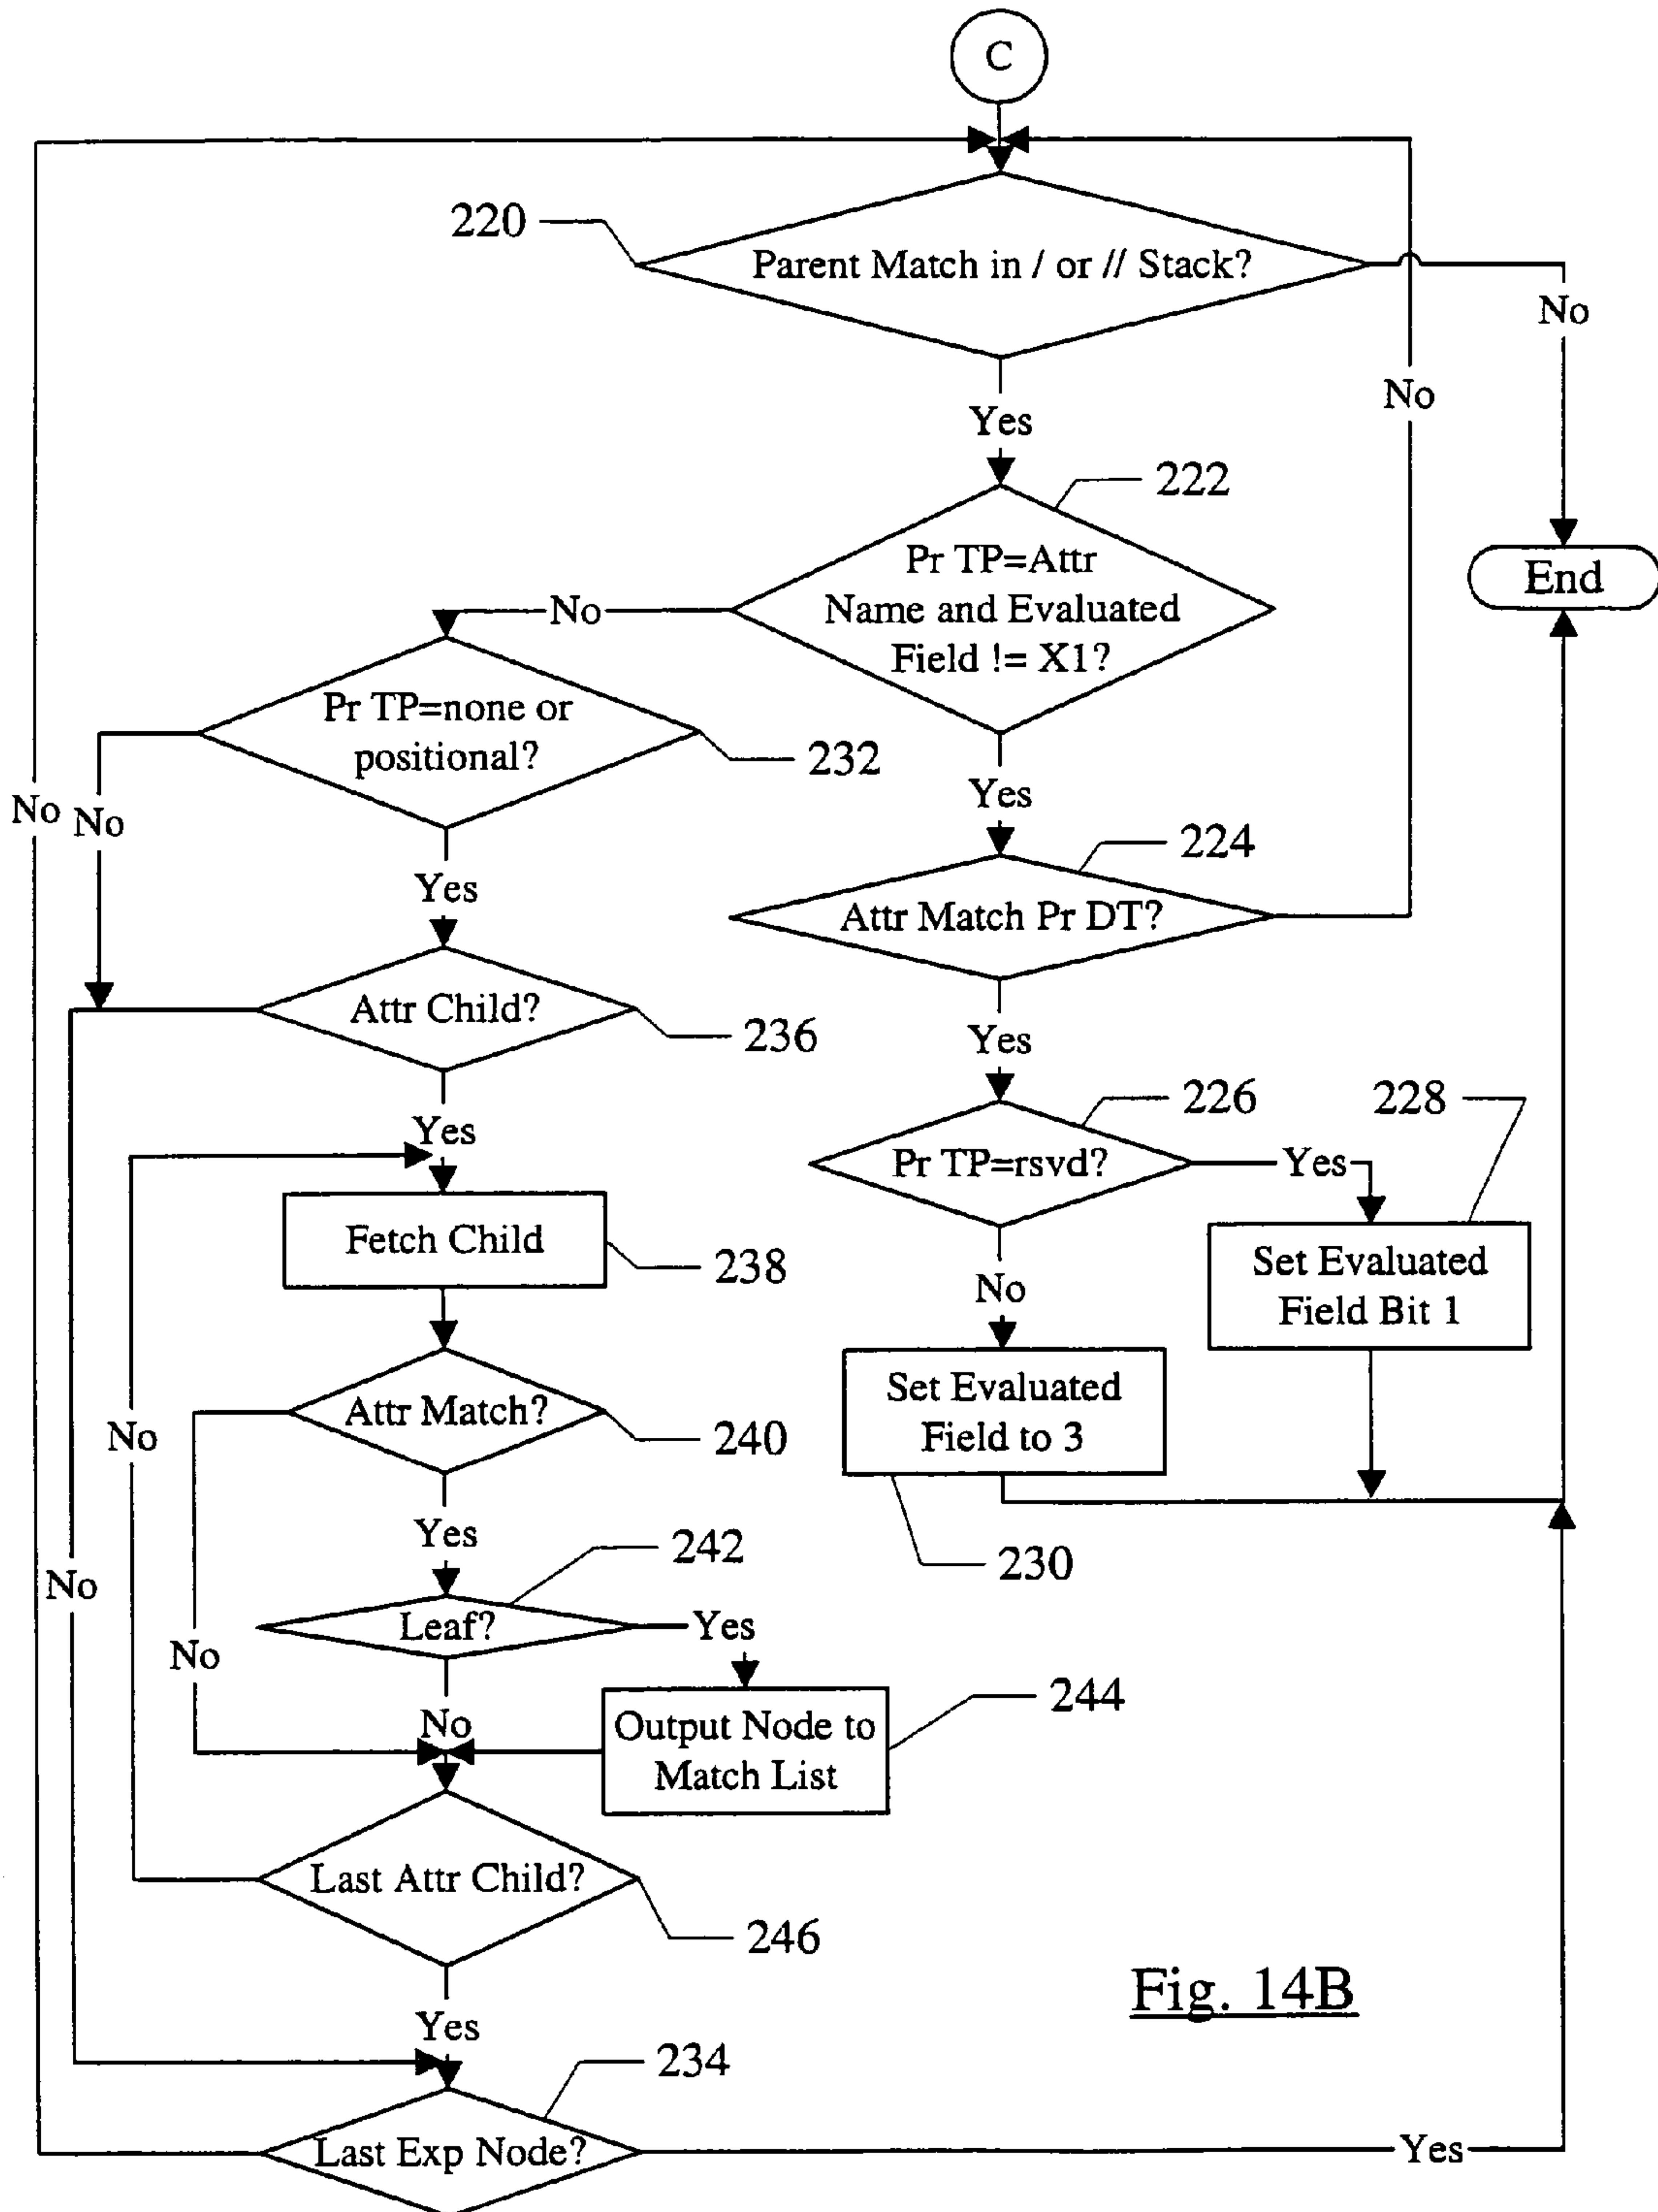 C
220
Parent Match in / or // Stack?
No
Yes
No
222
Pr TP=Attr
Name and Evaluated
Field != X1?
End
No
Pr TP=none or
positional?
232
No
No
Yes
Yes
224
Attr Match Pr DT?
Attr Child?
236
Yes
Yes
226
228
Pr TP=rsvd?
Yes
Fetch Child
238
No
Set Evaluated
Field Bit 1
Attr Match?
240
No
Set Evaluated
Field to 3
Yes
242
230
No
Leaf?
Yes
No
No
244
Output Node to
Match List
Last Attr Child?
246
Fig. 14B
Yes
234
Last Exp Node?
Yes